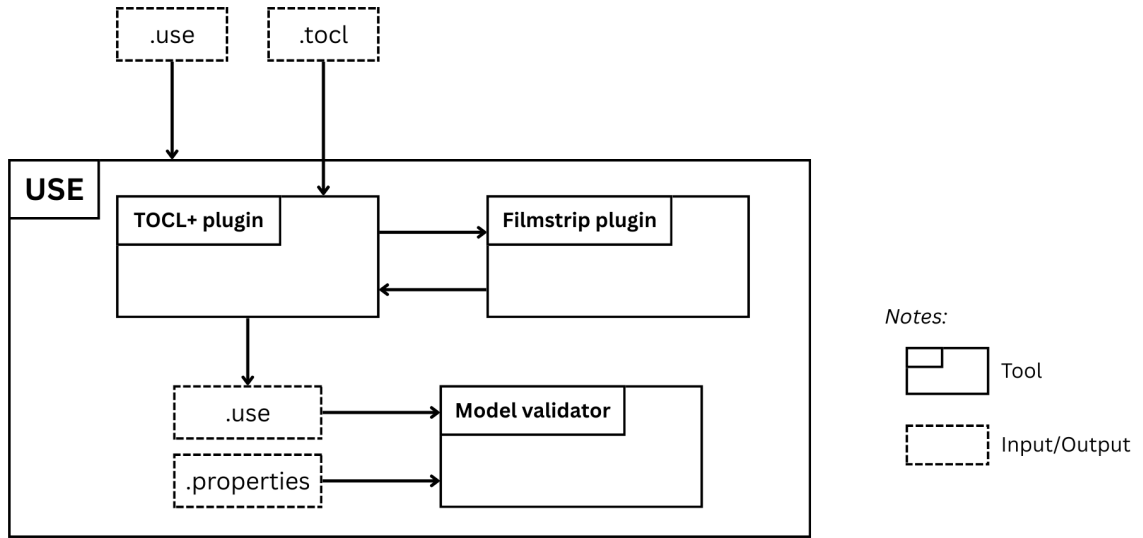 .use
.tocl
USE
TOCL+ plugin
Filmstrip plugin
.use
Model validator
.properties
Notes:
Tool
Input/Output